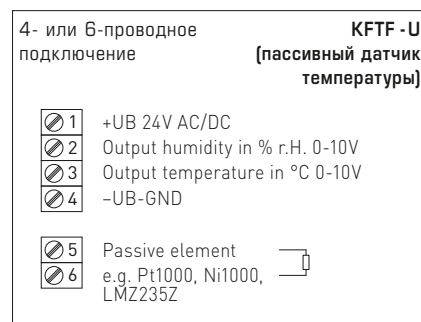 4- или 6-проводное
подключение
KFTF - U
(пассивный датчик
температуры)
1 +UB 24V AC/DC
2 Output humidity in % r.H. 0-10V
3 Output temperature in °C 0-10V
4 –UB-GND
5 Passive element
6 e.g. Pt1000, Ni1000,
LMZ235Z